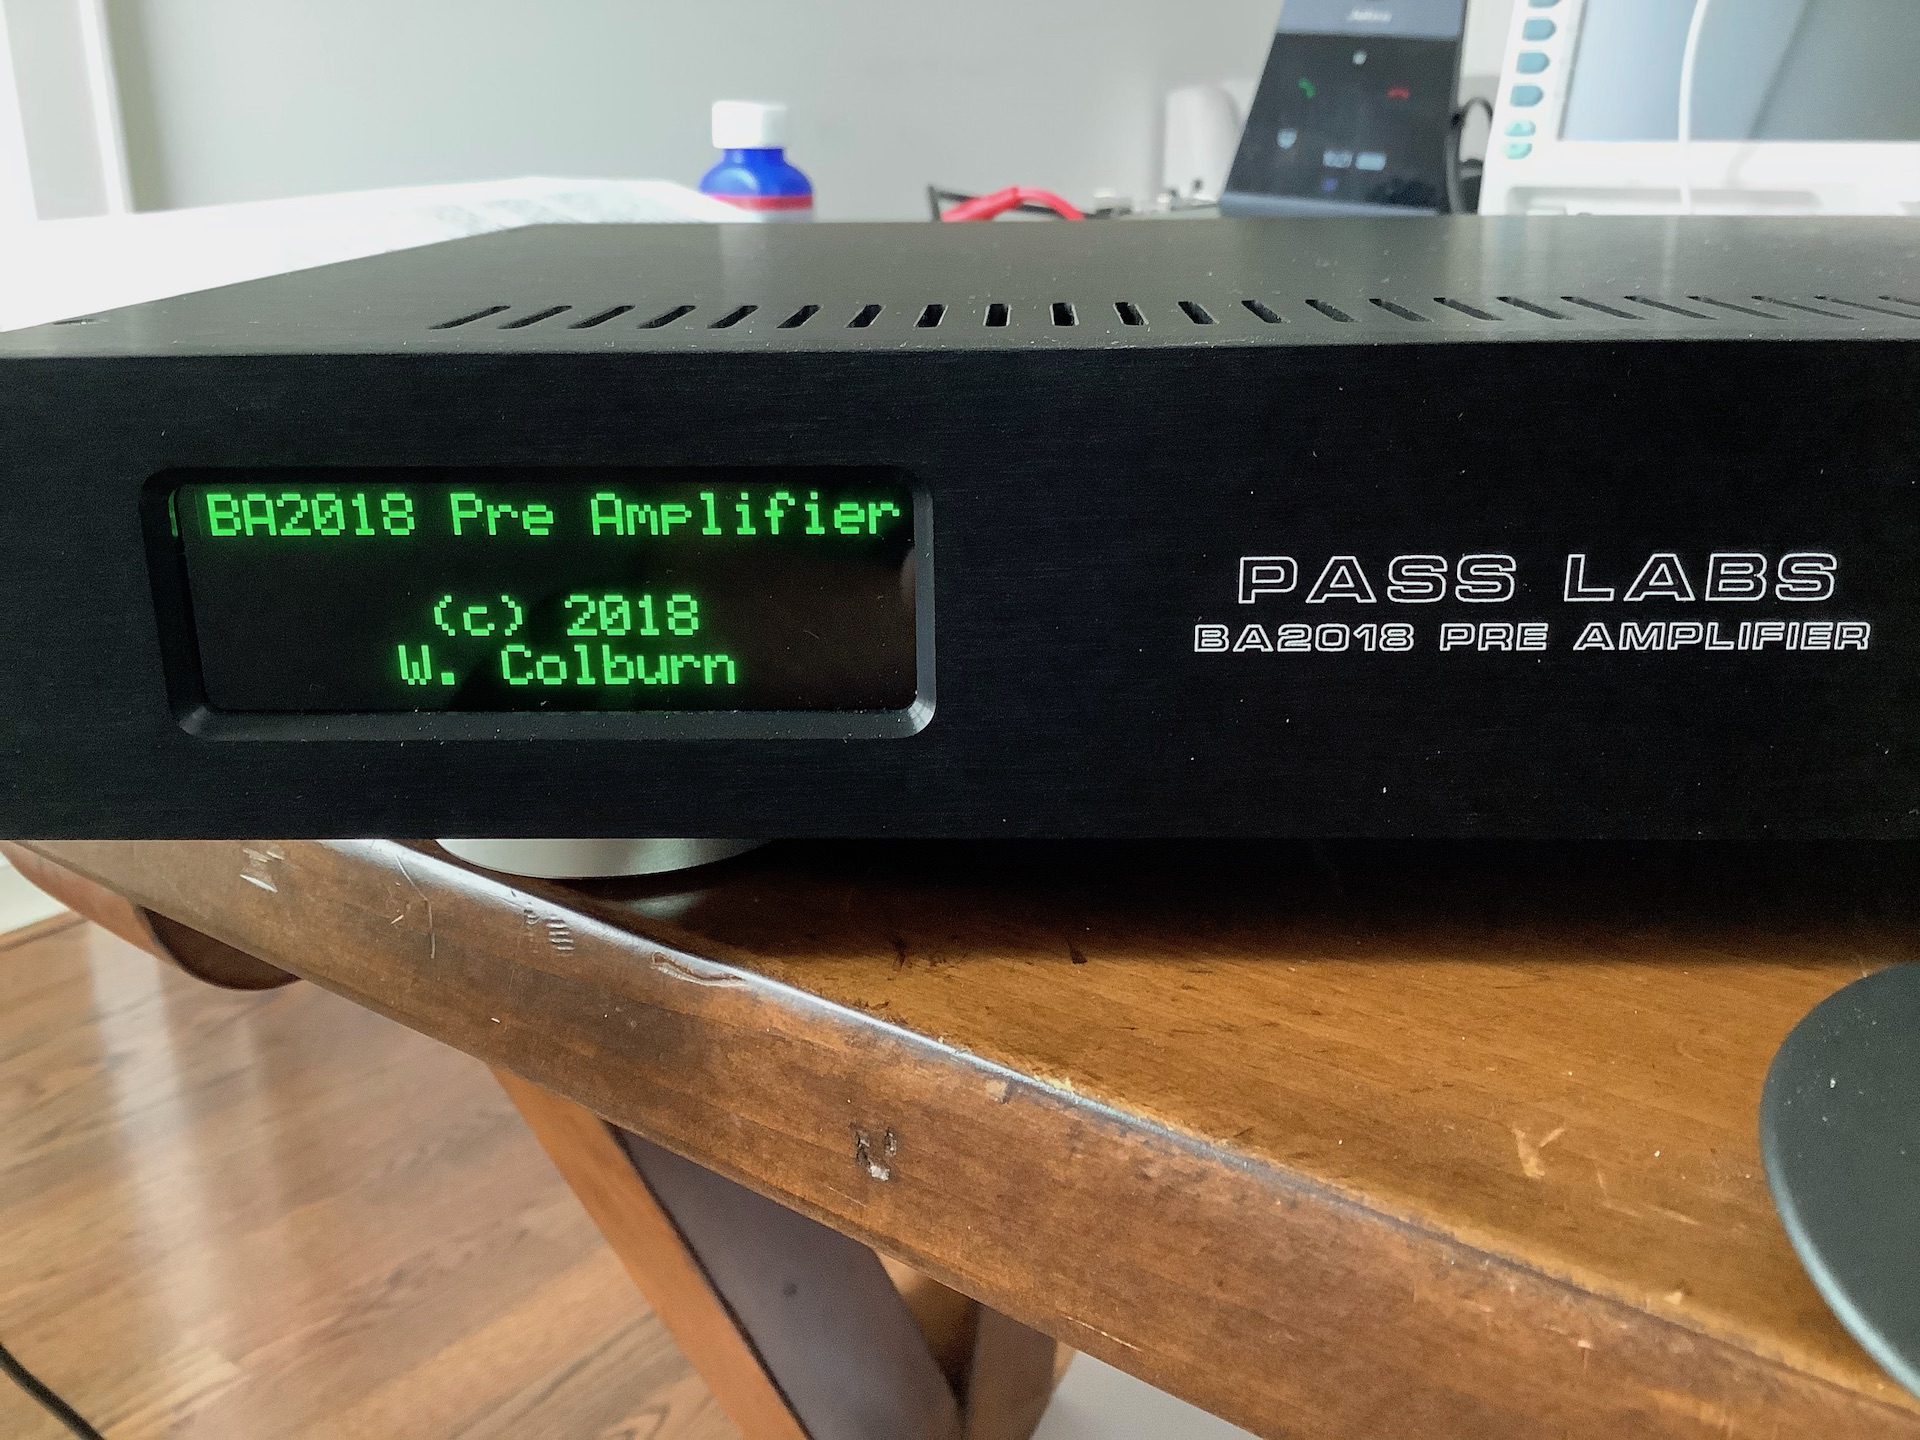 BA2018 Pre Amplifier
(c) 2018
W. Colburn
PASS LABS
BA2018 PRE AMPLIFIER